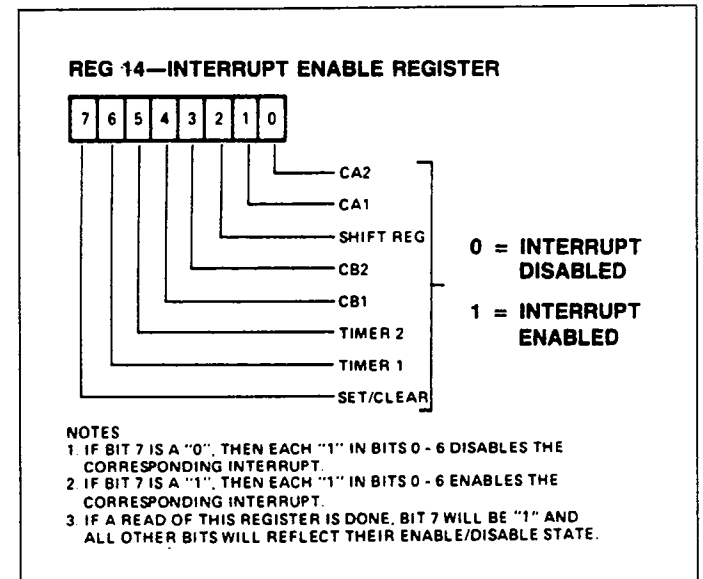 REG 14—INTERRUPT ENABLE REGISTER
7 6 5 4 3 2 1 0
CA2
CA1
SHIFT REG
CB2
CB1
TIMER 2
TIMER 1
SET/CLEAR
0 = INTERRUPT
DISABLED
1 = INTERRUPT
ENABLED
NOTES
1. IF BIT 7 IS A "0", THEN EACH "1" IN BITS 0 - 6 DISABLES THE
CORRESPONDING INTERRUPT.
2. IF BIT 7 IS A "1", THEN EACH "1" IN BITS 0 - 6 ENABLES THE
CORRESPONDING INTERRUPT.
3. IF A READ OF THIS REGISTER IS DONE, BIT 7 WILL BE "1" AND
ALL OTHER BITS WILL REFLECT THEIR ENABLE/DISABLE STATE.